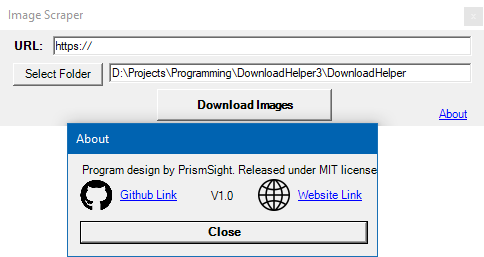 Image Scraper
x
URL: https://
Select Folder D:\Projects\Programming\DownloadHelper3\DownloadHelper
Download Images
About
About
Program design by PrismSight. Released under MIT license
Github Link V1.0 Website Link
Close